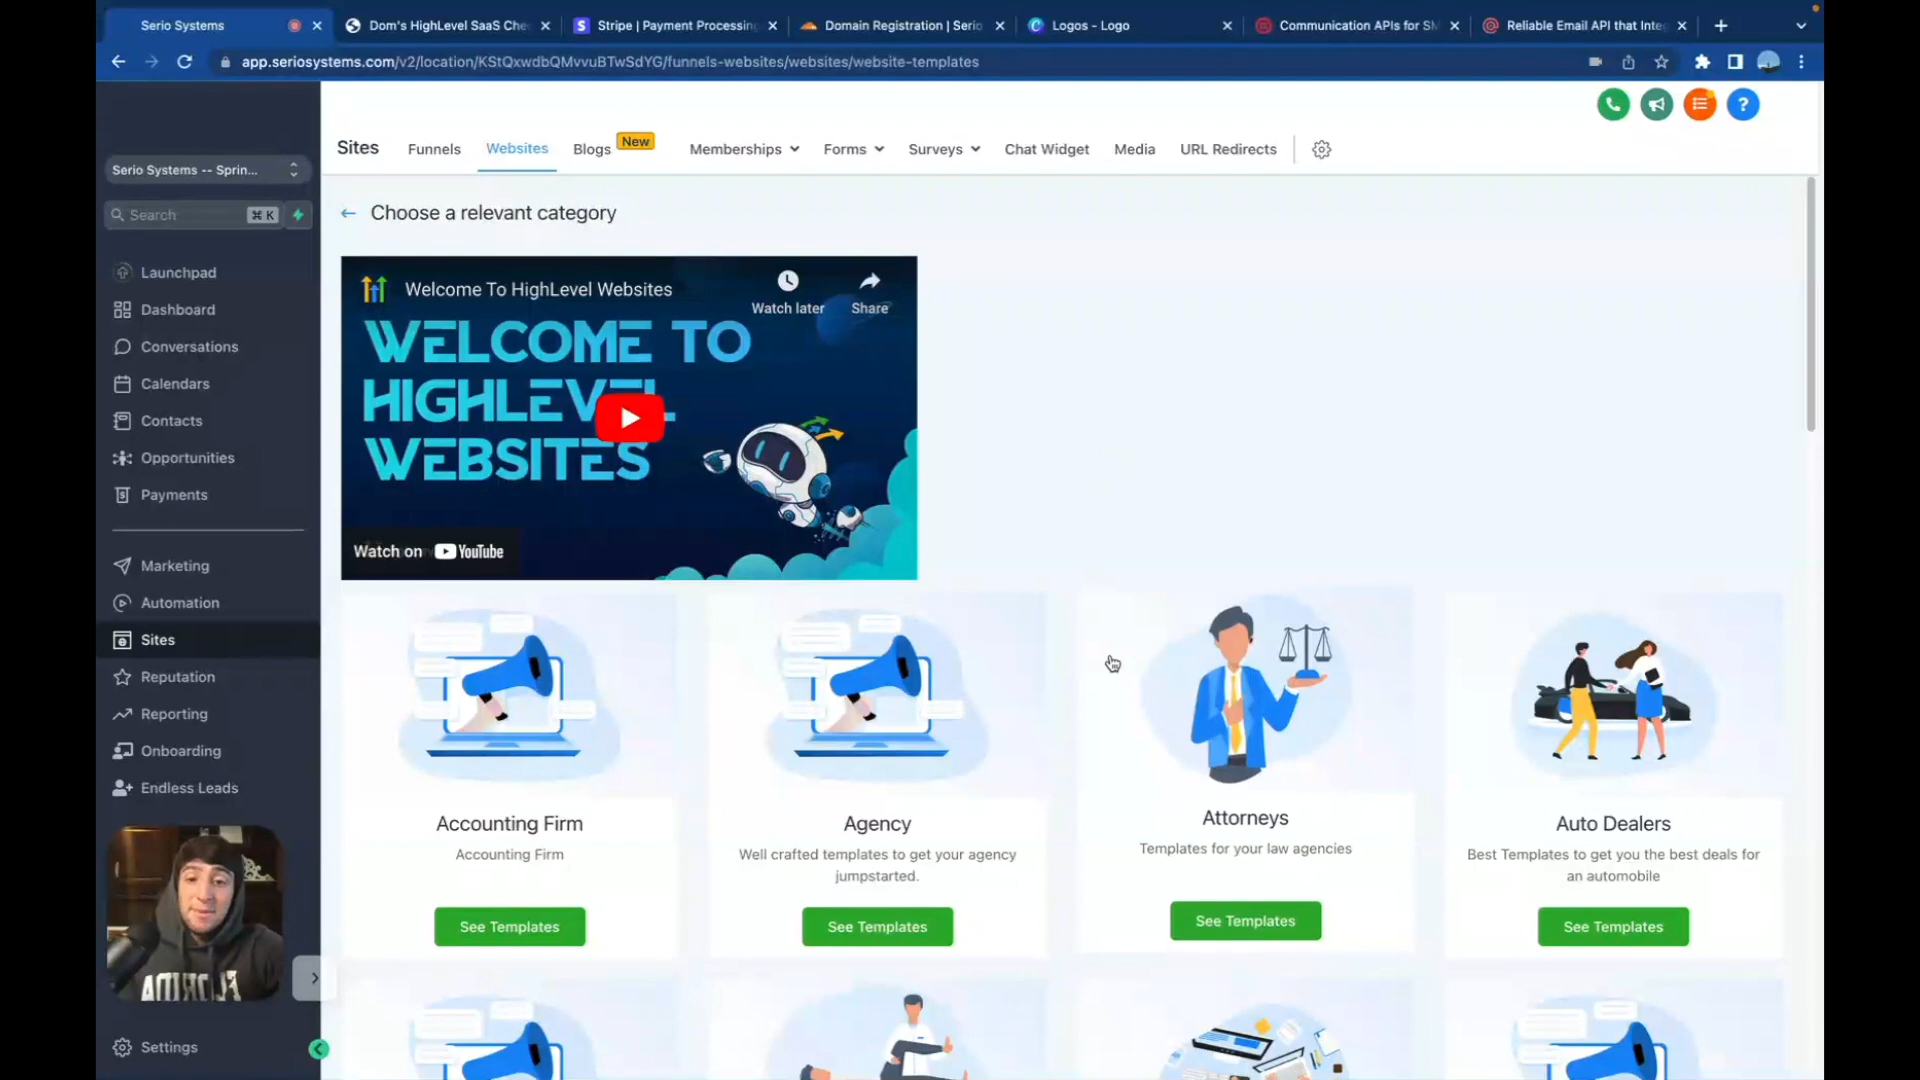 Serio Systems
Dom's HighLevel SaaS Che
Stripe | Payment Processing
Domain Registration | Serio
Logos - Logo
Communication APIs for SM
Reliable Email API that Inte
app.seriosystems.com/v2/location/KStQxwdbQMvvuBTwSdYG/funnels-websites/websites/website-templates
Serio Systems -- Sprin...
Search ⌘ K
Launchpad
Dashboard
Conversations
Calendars
Contacts
Opportunities
Payments
Marketing
Automation
Sites
Reputation
Reporting
Onboarding
Endless Leads
Settings
Sites
Funnels
Websites
Blogs
New
Memberships
Forms
Surveys
Chat Widget
Media
URL Redirects
Choose a relevant category
Welcome To HighLevel Websites
Watch later
Share
WELCOME TO
HIGHLEVEL
WEBSITES
Watch on YouTube
Accounting Firm
Accounting Firm
See Templates
Agency
Well crafted templates to get your agency
jumpstarted.
See Templates
Attorneys
Templates for your law agencies
See Templates
Auto Dealers
Best Templates to get you the best deals for
an automobile
See Templates